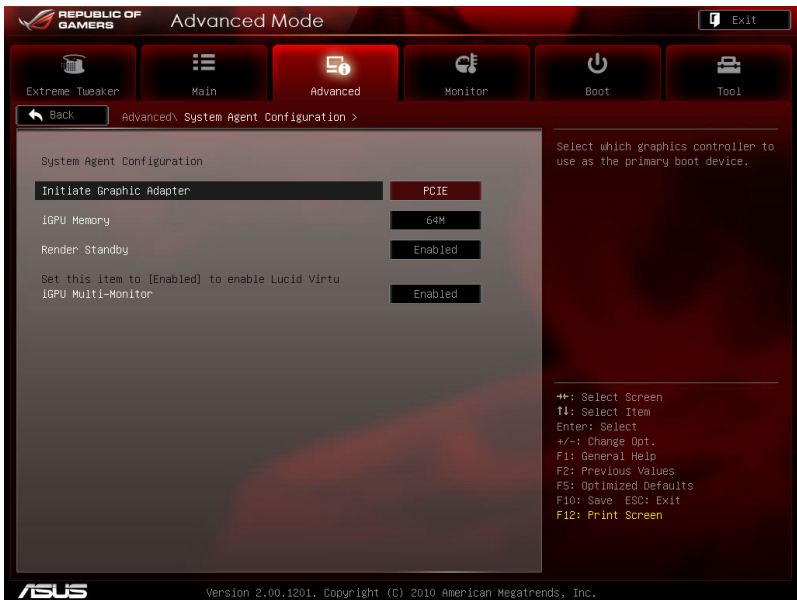 REPUBLIC OF
GAMERS
Advanced Mode
Exit
Extreme Tweaker
Main
Advanced
Monitor
Boot
Tool
Back
Advanced\ System Agent Configuration >
System Agent Configuration
Initiate Graphic Adapter PCIE
iGPU Memory 64M
Render Standby Enabled
Set this item to [Enabled] to enable Lucid Virtu
iGPU Multi-Monitor Enabled
Select which graphics controller to
use as the primary boot device.
→←: Select Screen
↑↓: Select Item
Enter: Select
+/-: Change Opt.
F1: General Help
F2: Previous Values
F5: Optimized Defaults
F10: Save ESC: Exit
F12: Print Screen
ASUS
Version 2.00.1201. Copyright (C) 2010 American Megatrends, Inc.